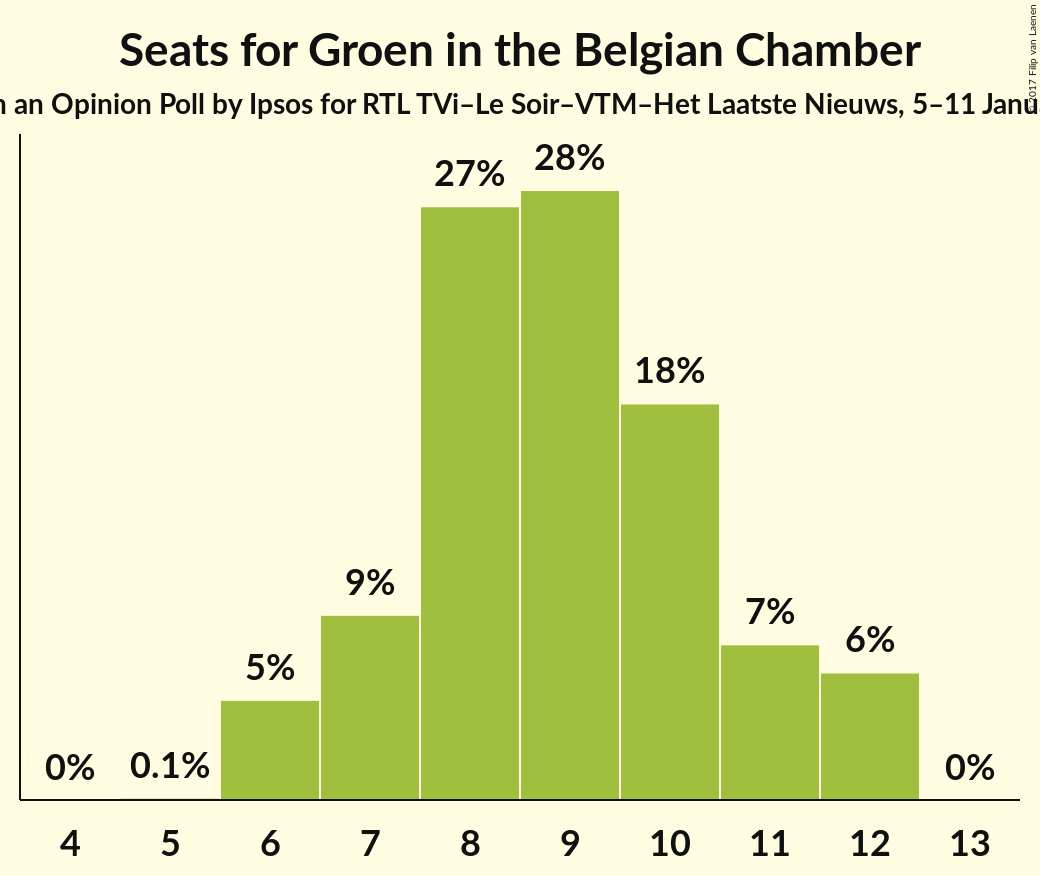 Seats for Groen in the Belgian Chamber
an Opinion Poll by Ipsos for RTL TVi–Le Soir–VTM–Het Laatste Nieuws, 5–11
© 2017 Filip van Laenen
28%
27%
18%
9%
7%
6%
5%
0% 0.1% 0%
4 5 6 7 8 9 10 11 12 13